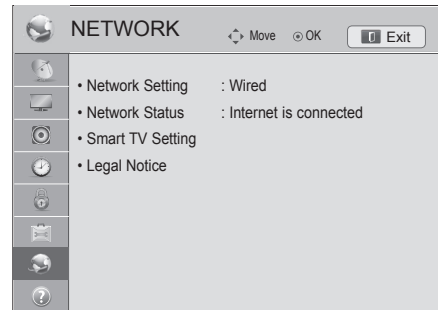 NETWORK Move OK Exit
• Network Setting : Wired
• Network Status : Internet is connected
• Smart TV Setting
• Legal Notice
?